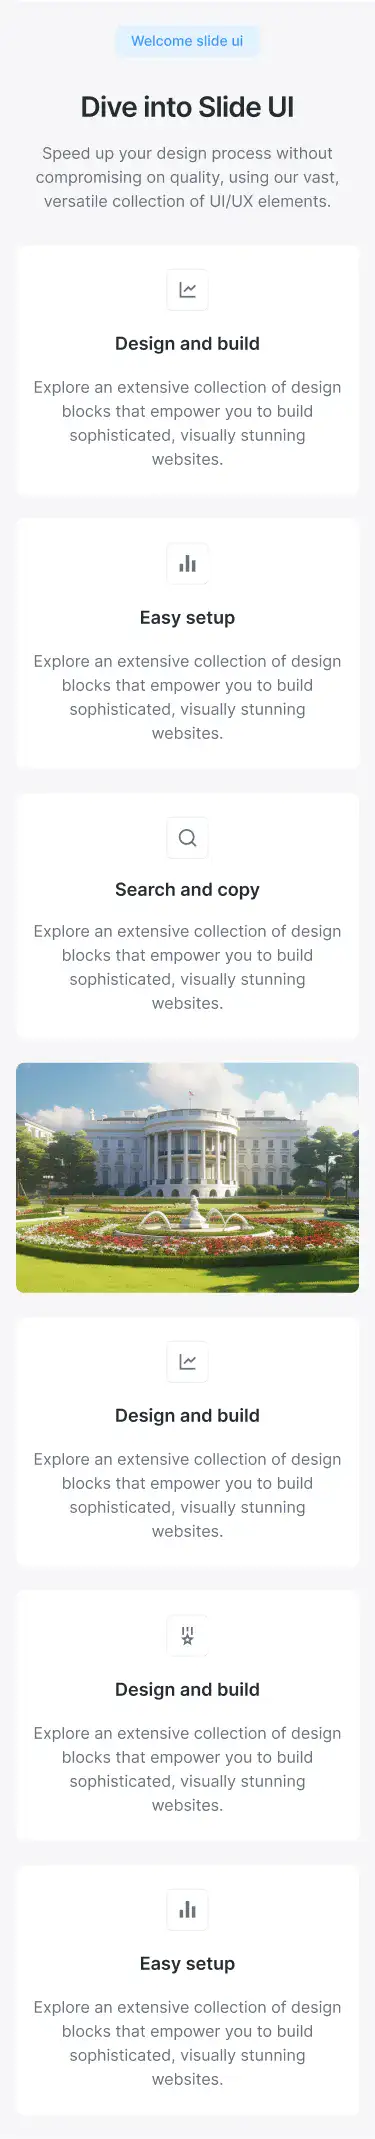 Welcome slide ui
Dive into Slide UI
Speed up your design process without
compromising on quality, using our vast,
versatile collection of UI/UX elements.
Design and build
Explore an extensive collection of design
blocks that empower you to build
sophisticated, visually stunning
websites.
Easy setup
Explore an extensive collection of design
blocks that empower you to build
sophisticated, visually stunning
websites.
Search and copy
Explore an extensive collection of design
blocks that empower you to build
sophisticated, visually stunning
websites.
Design and build
Explore an extensive collection of design
blocks that empower you to build
sophisticated, visually stunning
websites.
Design and build
Explore an extensive collection of design
blocks that empower you to build
sophisticated, visually stunning
websites.
Easy setup
Explore an extensive collection of design
blocks that empower you to build
sophisticated, visually stunning
websites.